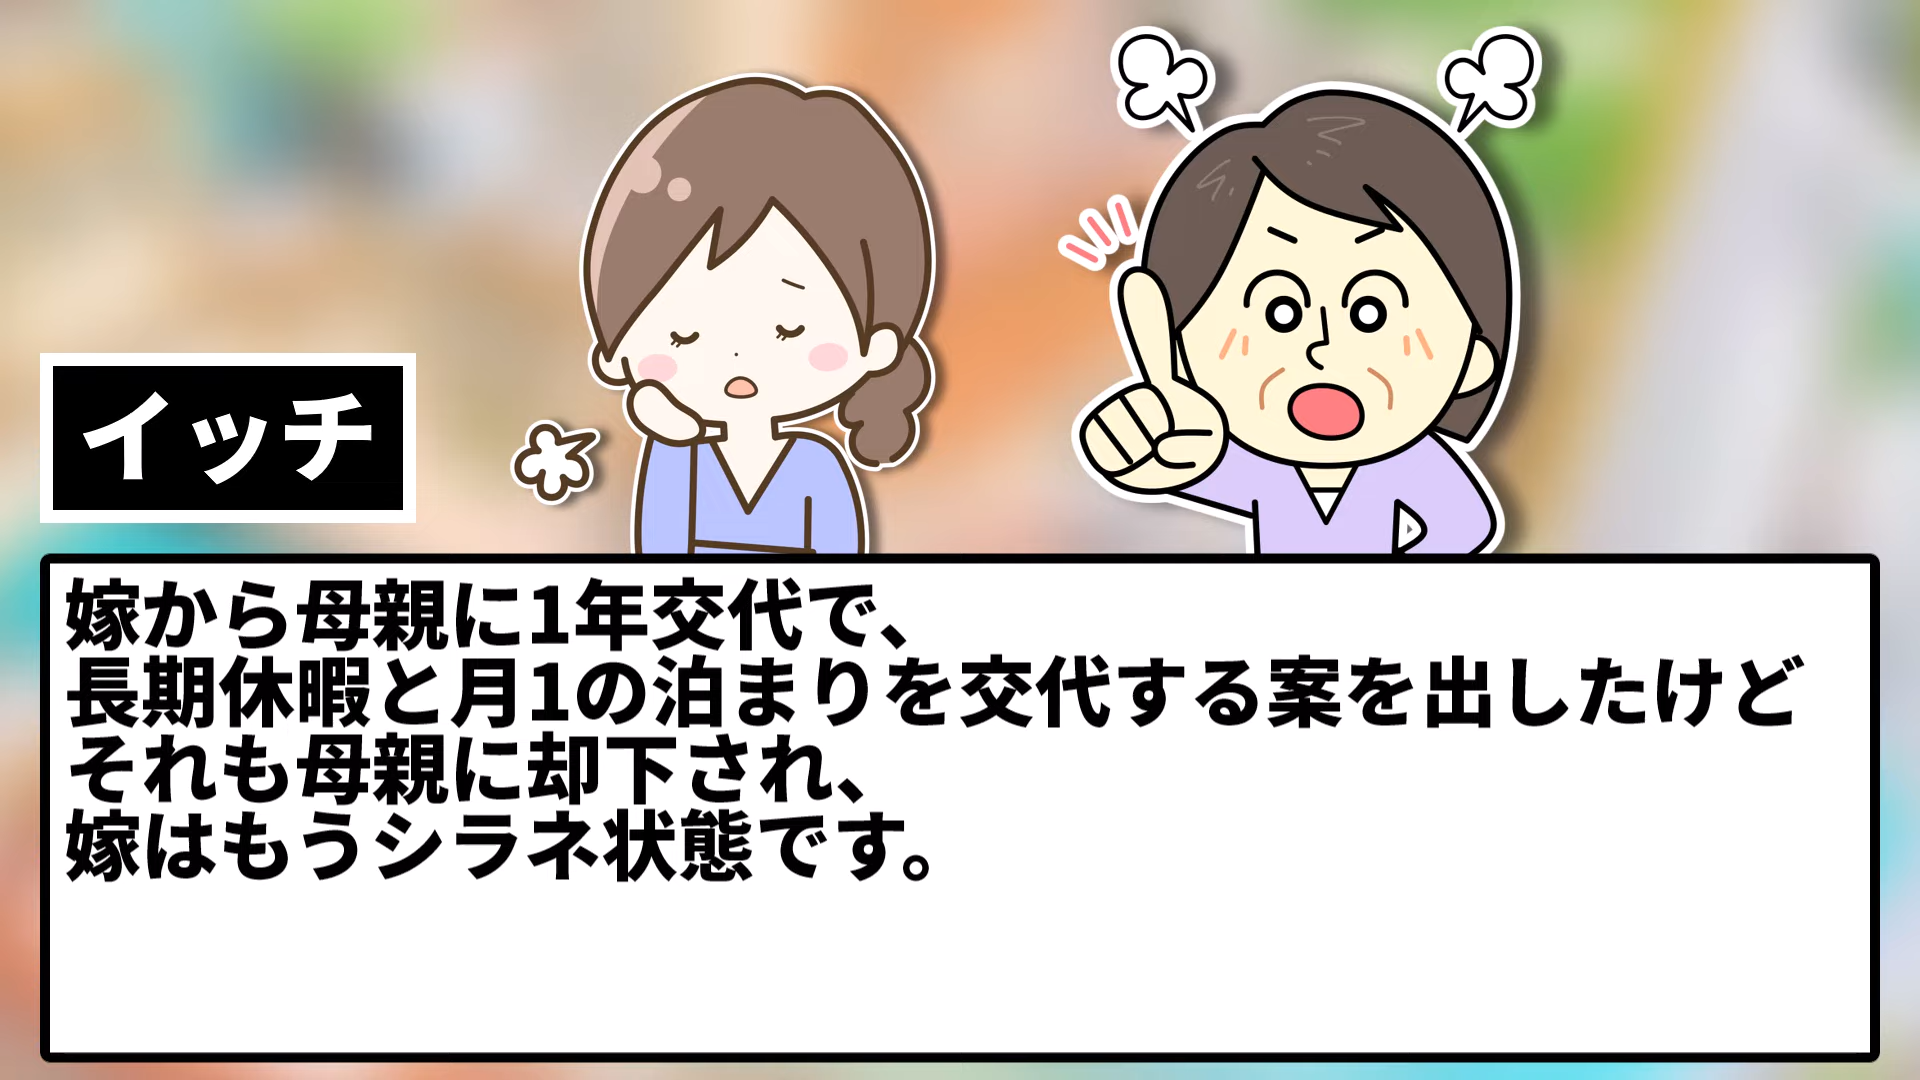 イッチ
嫁から母親に1年交代で、
長期休暇と月1の泊まりを交代する案を出したけど
それも母親に却下され、
嫁はもうシラネ状態です。